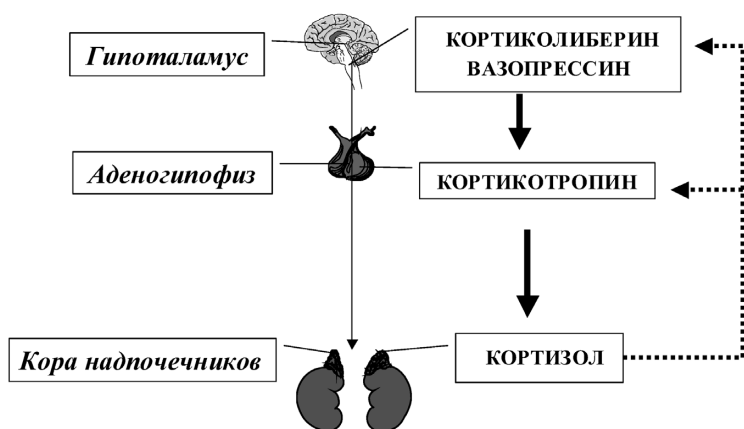 Гипоталамус
КОРТИКОЛИБЕРИН
ВАЗОПРЕССИН
Аденогипофиз
КОРТИКОТРОПИН
Кора надпочечников
КОРТИЗОЛ